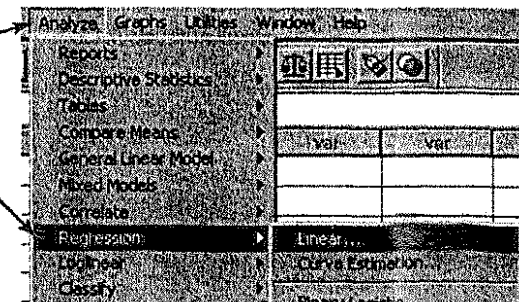 Analyze Graphs Utilities Window Help
Reports
Descriptive Statistics
Tables
Compare Means
var var
General Linear Model
Mixed Models
Correlate
Regression Linear...
Loglinear Curve Estimation...
Classify